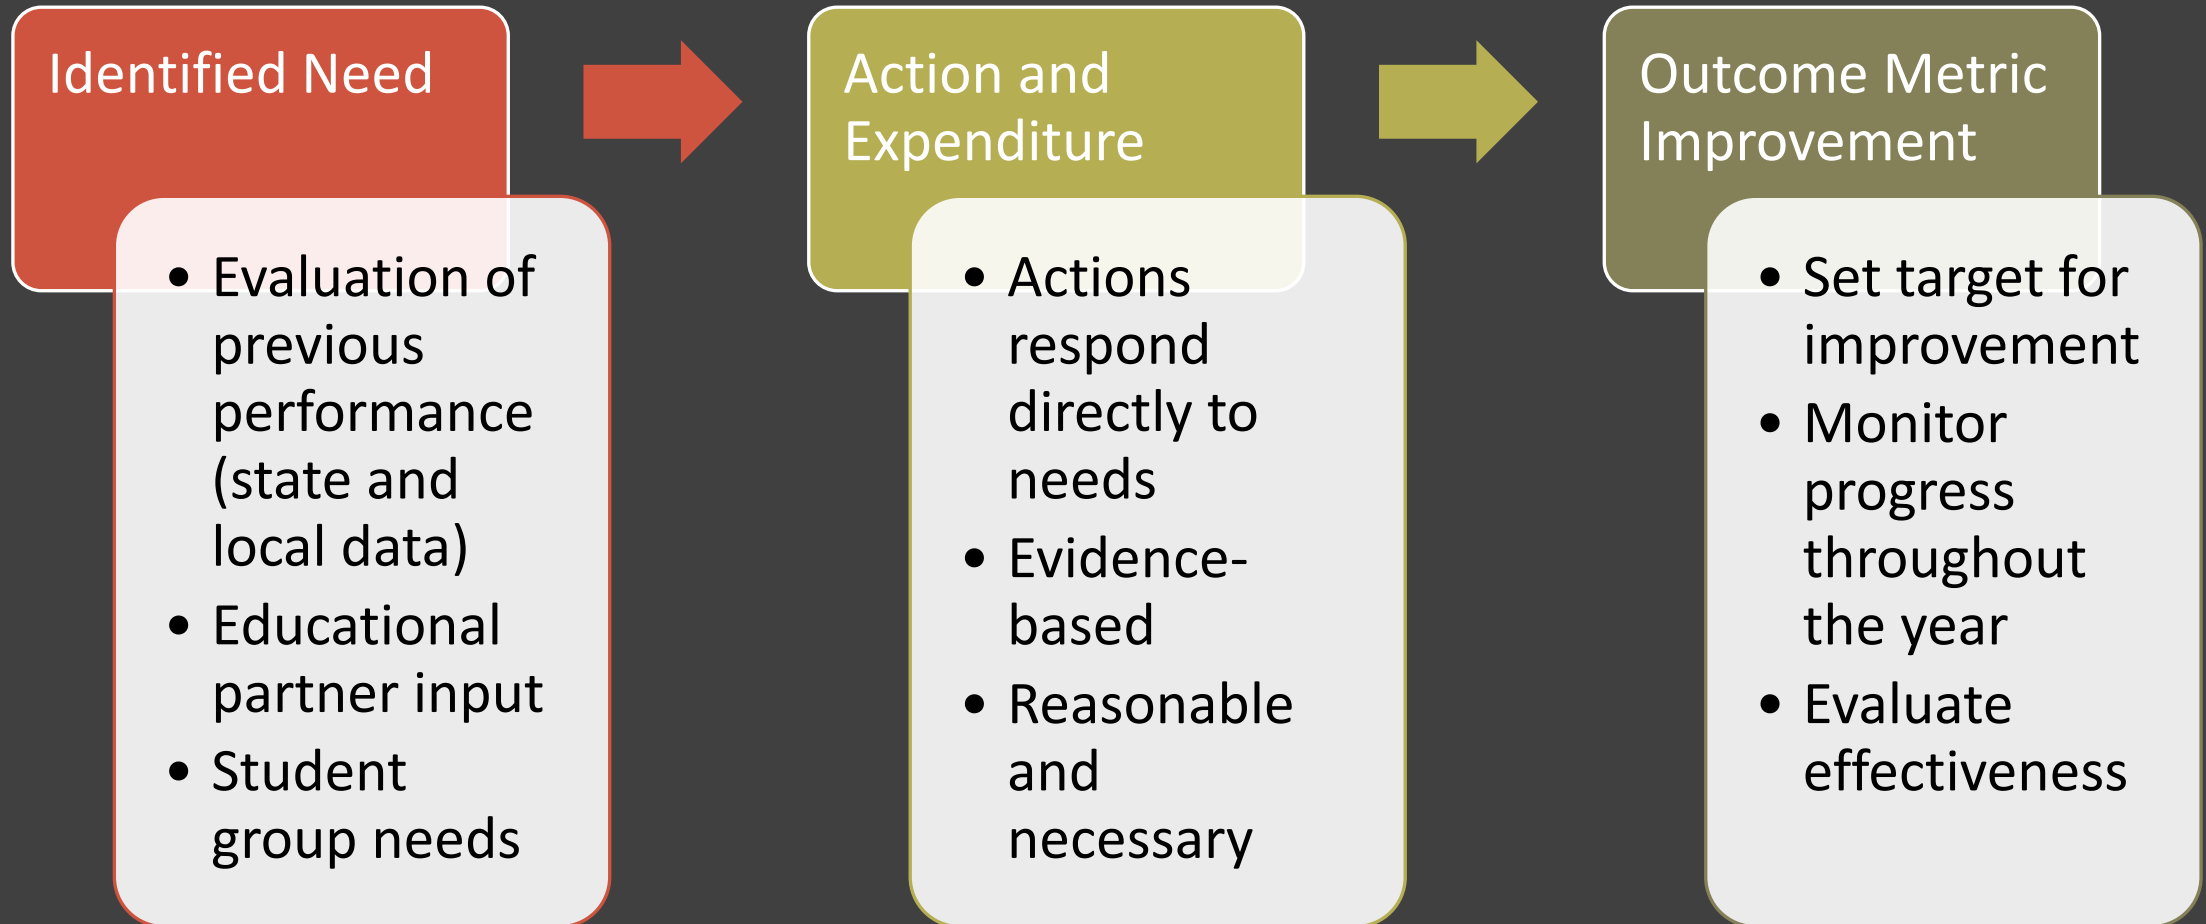 Identified Need
• Evaluation of
previous
performance
(state and
local data)
• Educational
partner input
• Student
group needs
Action and
Expenditure
• Actions
respond
directly to
needs
• Evidence-
based
• Reasonable
and
necessary
Outcome Metric
Improvement
• Set target for
improvement
• Monitor
progress
throughout
the year
• Evaluate
effectiveness